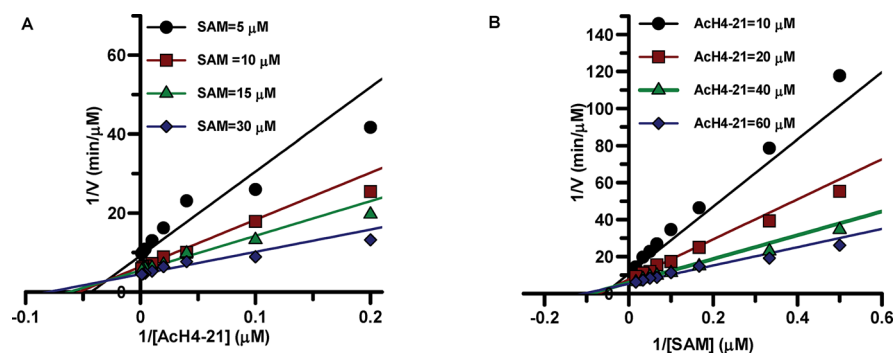 A
SAM=5 μM
SAM =10 μM
SAM=15 μM
SAM=30 μM
60
40
20
0
-0.1
0.0
0.1
0.2
1/V (min/μM)
1/[AcH4-21] (μM)
B
AcH4-21=10 μM
AcH4-21=20 μM
AcH4-21=40 μM
AcH4-21=60 μM
140
120
100
80
60
40
20
0
-0.2
0.0
0.2
0.4
0.6
1/V (min/μM)
1/[SAM] (μM)